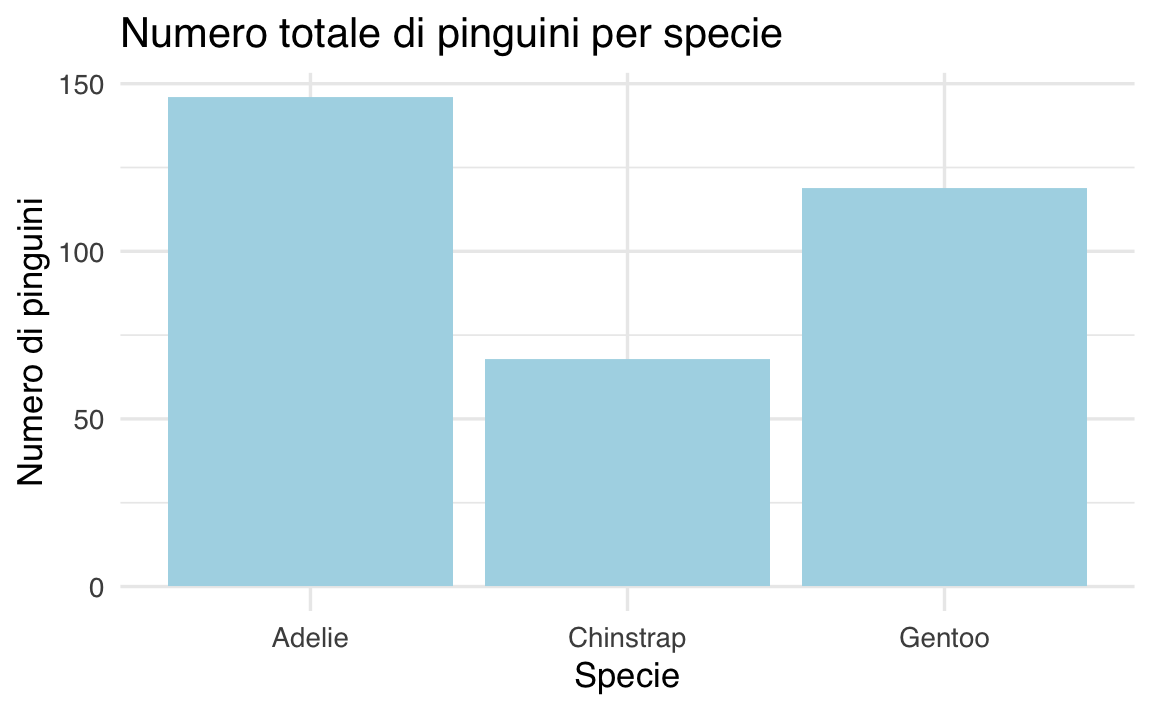 Numero totale di pinguini per specie
Numero di pinguini
150
100
50
0
Adelie
Chinstrap
Gentoo
Specie